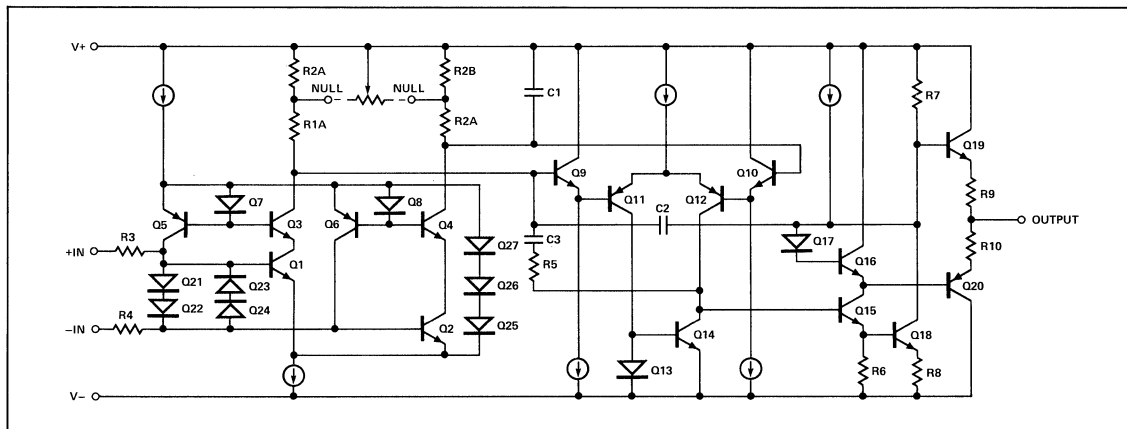 V+
R2A
R2B
NULL
NULL
C1
R1A
R2A
R7
Q9
Q10
Q19
Q7
Q8
Q11
Q12
R9
Q5
Q3
Q6
Q4
C2
OUTPUT
+IN
R3
Q27
C3
Q17
R10
Q1
Q16
Q21
Q23
R5
Q26
Q20
Q22
Q24
Q15
-IN
R4
Q25
Q2
Q14
Q18
Q13
R6
R8
V-